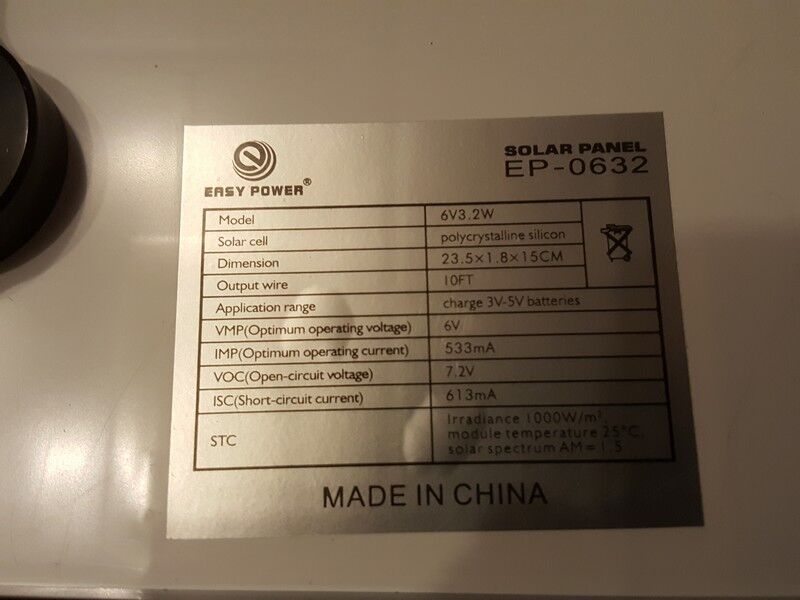 SOLAR PANEL
EASY POWER®
EP-0632
Model 6V3.2W
Solar cell polycrystalline silicon
Dimension 23.5×1.8×15CM
Output wire 10FT
Application range charge 3V-5V batteries
VMP(Optimum operating voltage) 6V
IMP(Optimum operating current) 533mA
VOC(Open-circuit voltage) 7.2V
ISC(Short-circuit current) 613mA
STC Irradiance 1000W/m²,
module temperature 25°C,
solar spectrum AM=1.5
MADE IN CHINA